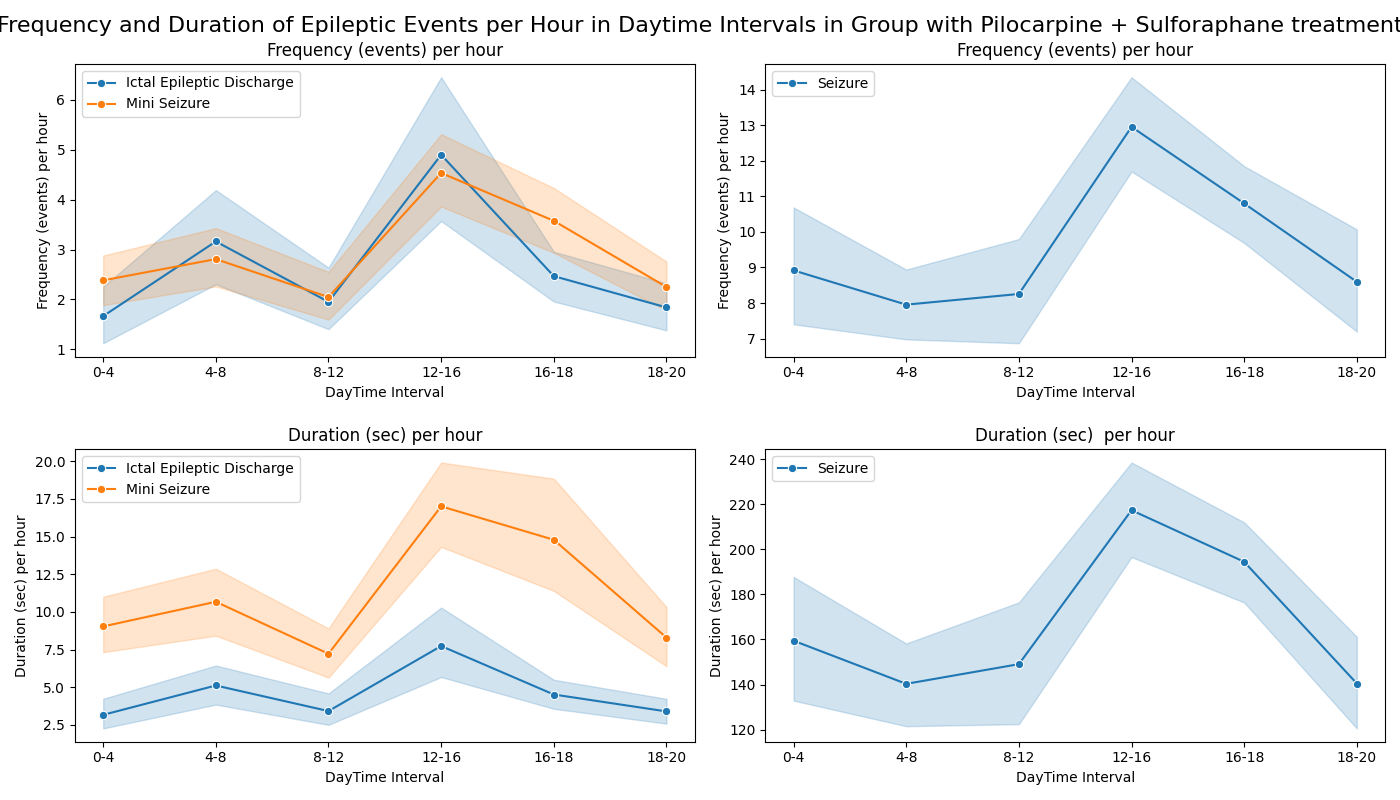 Frequency and Duration of Epileptic Events per Hour in Daytime Intervals in Group with Pilocarpine + Sulforaphane treatment
Frequency (events) per hour
Ictal Epileptic Discharge
Mini Seizure
Frequency (events) per hour
6
5
4
3
2
1
0-4 4-8 8-12 12-16 16-18 18-20
DayTime Interval
Frequency (events) per hour
Seizure
Frequency (events) per hour
14
13
12
11
10
9
8
7
0-4 4-8 8-12 12-16 16-18 18-20
DayTime Interval
Duration (sec) per hour
Ictal Epileptic Discharge
Mini Seizure
Duration (sec) per hour
20.0
17.5
15.0
12.5
10.0
7.5
5.0
2.5
0-4 4-8 8-12 12-16 16-18 18-20
DayTime Interval
Duration (sec)  per hour
Seizure
Duration (sec) per hour
240
220
200
180
160
140
120
0-4 4-8 8-12 12-16 16-18 18-20
DayTime Interval